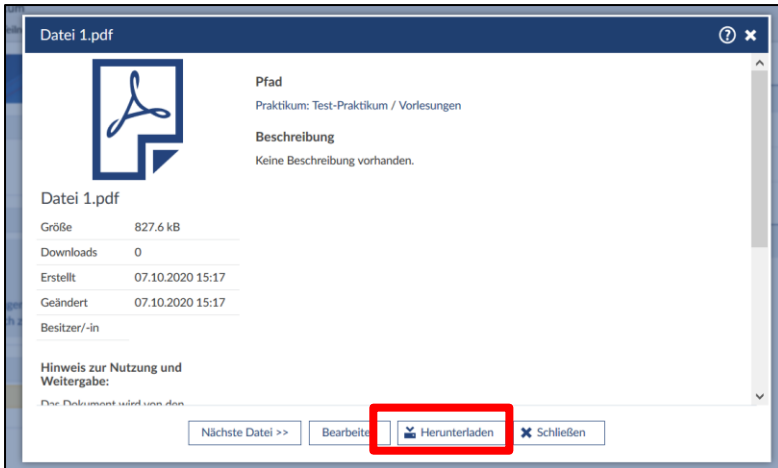 Datei 1.pdf
Pfad
Praktikum: Test-Praktikum / Vorlesungen
Beschreibung
Keine Beschreibung vorhanden.
Datei 1.pdf
Größe 827.6 kB
Downloads 0
Erstellt 07.10.2020 15:17
Geändert 07.10.2020 15:17
Besitzer/-in
Hinweis zur Nutzung und
Weitergabe:
Das Dokument wird von den
Nächste Datei >> Bearbeite Herunterladen Schließen